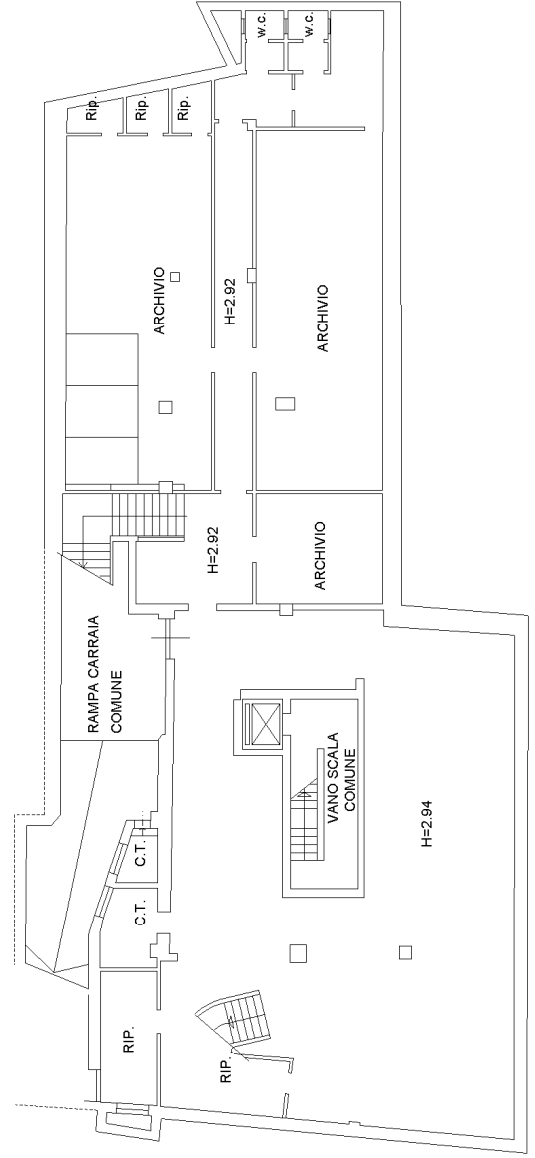 W.C.
W.C.
Rip.
Rip.
Rip.
ARCHIVIO
H=2.92
ARCHIVIO
H=2.92
ARCHIVIO
RAMPA CARRAIA
COMUNE
VANO SCALA
COMUNE
H=2.94
C.T.
C.T.
RIP.
RIP.